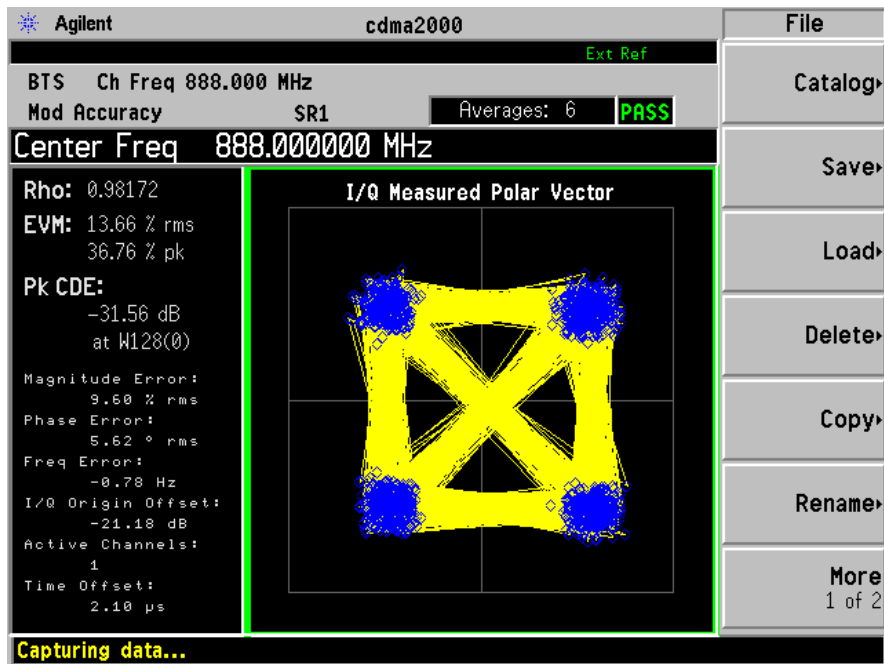 Agilent cdma2000 File
Ext Ref
BTS Ch Freq 888.000 MHz
Mod Accuracy SR1 Averages: 6 PASS
Center Freq 888.000000 MHz
Rho: 0.98172
EVM: 13.66 % rms
36.76 % pk
Pk CDE:
-31.56 dB
at W128(0)
Magnitude Error:
9.60 % rms
Phase Error:
5.62 ° rms
Freq Error:
-0.78 Hz
I/Q Origin Offset:
-21.18 dB
Active Channels:
1
Time Offset:
2.10 µs
I/Q Measured Polar Vector
Catalog
Save
Load
Delete
Copy
Rename
More
1 of 2
Capturing data...